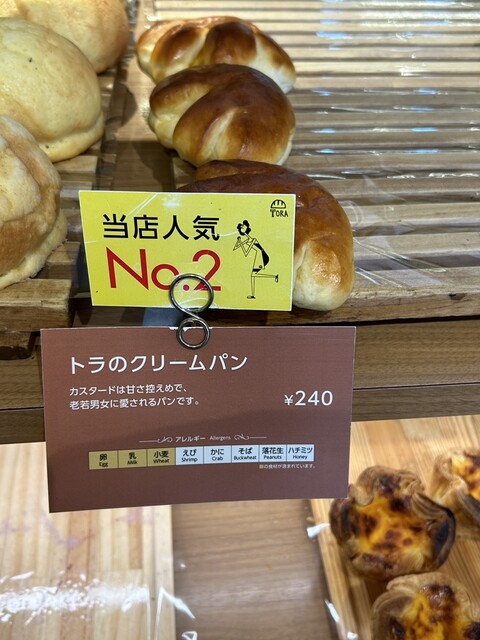 TORA
当店人気
No.2
トラのクリームパン
カスタードは甘さ控えめで、
老若男女に愛されるパンです。
¥240
アレルギー Allergens
卵 乳 小麦 えび かに そば 落花生 ハチミツ
Egg Milk Wheat Shrimp Crab Buckwheat Peanuts Honey